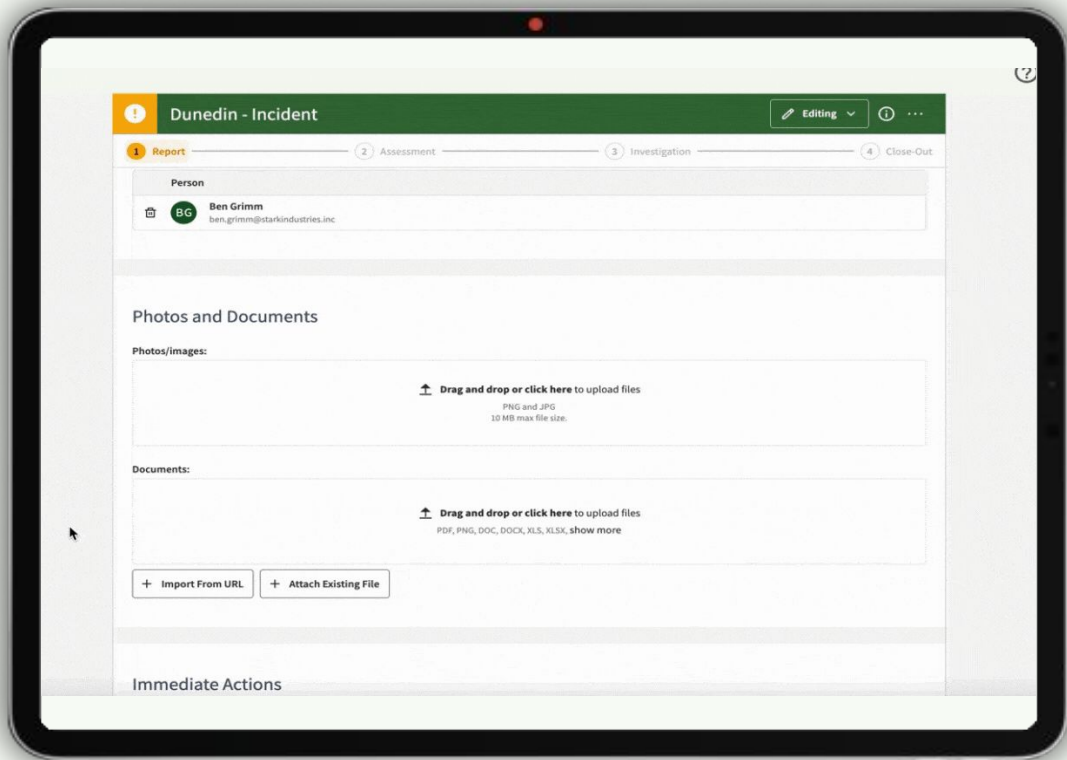 ?
! Dunedin - Incident Editing i ...
1 Report 2 Assessment 3 Investigation 4 Close-Out
Person
BG Ben Grimm
ben.grimm@starkindustries.inc
Photos and Documents
Photos/images:
Drag and drop or click here to upload files
PNG and JPG
10 MB max file size.
Documents:
Drag and drop or click here to upload files
PDF, PNG, DOC, DOCX, XLS, XLSX, show more
+ Import From URL + Attach Existing File
Immediate Actions